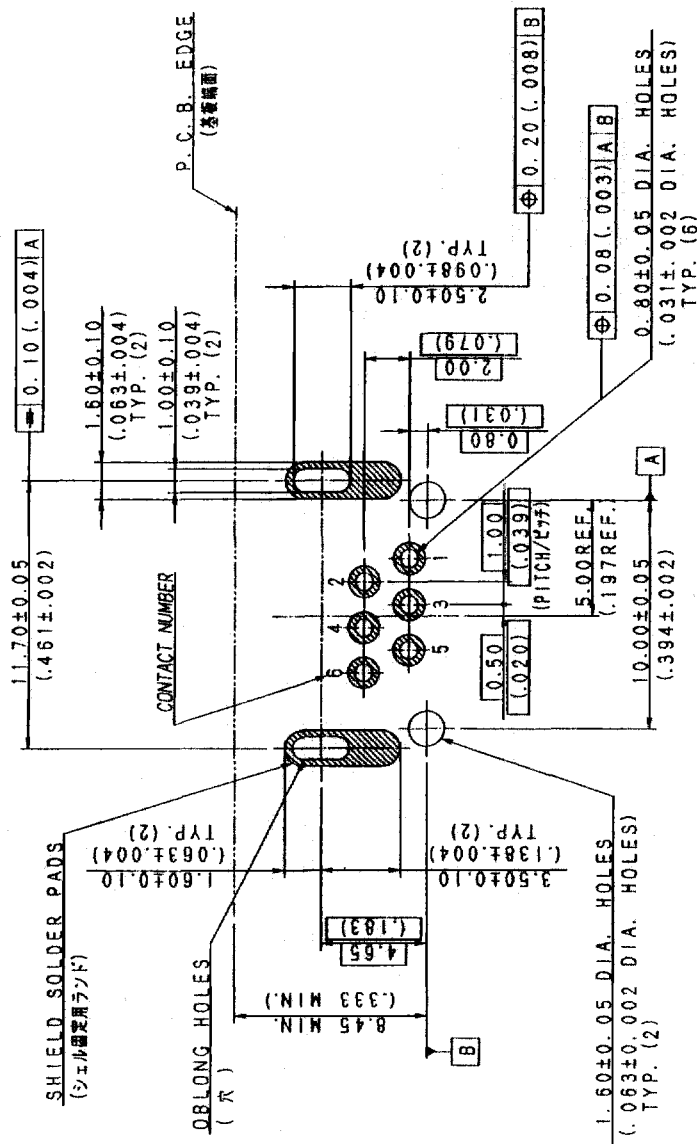 SHIELD SOLDER PADS
(シェル固定用ランド)
OBLONG HOLES
(穴)
11.70±0.05
(.461±.002)
CONTACT NUMBER
0.10(.004) A
1.60±0.10
(.063±.004)
TYP. (2)
1.00±0.10
(.039±.004)
TYP. (2)
P. C. B. EDGE
(基板端面)
1.60±0.10
(.063±.004)
TYP. (2)
3.50±0.10
(.138±.004)
TYP. (2)
4.65
(.183)
8.45 MIN.
(.333 MIN.)
B
2.50±0.10
(.098±.004)
TYP. (2)
⌖ 0.20(.008) B
2.00
(.079)
0.80
(.031)
6
4
2
5
3
1
0.50
(.020)
1.00
(.039)
(PITCH/ピッチ)
5.00REF.
(.197REF.)
10.00±0.05
(.394±.002)
A
⌖ 0.08(.003) A B
0.80±0.05 DIA. HOLES
(.031±.002 DIA. HOLES)
TYP. (6)
1.60±0.05 DIA. HOLES
(.063±0.002 DIA. HOLES)
TYP. (2)